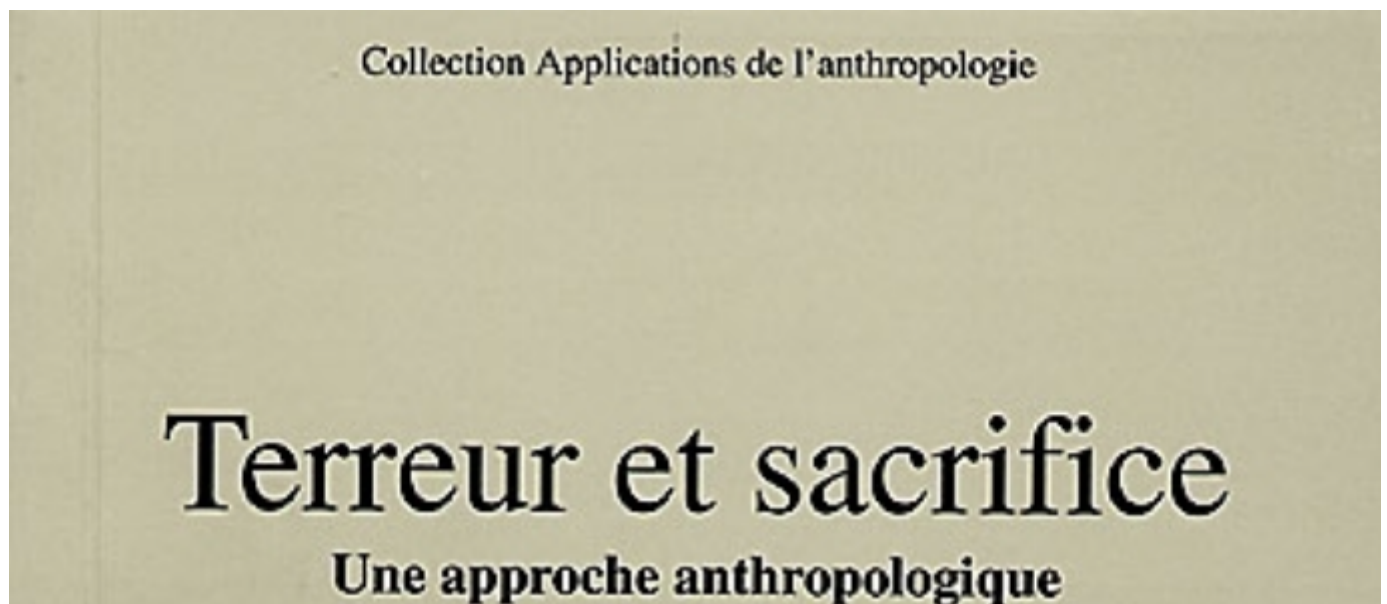 Collection Applications de l'anthropologie
Terreur et sacrifice
Une approche anthropologique